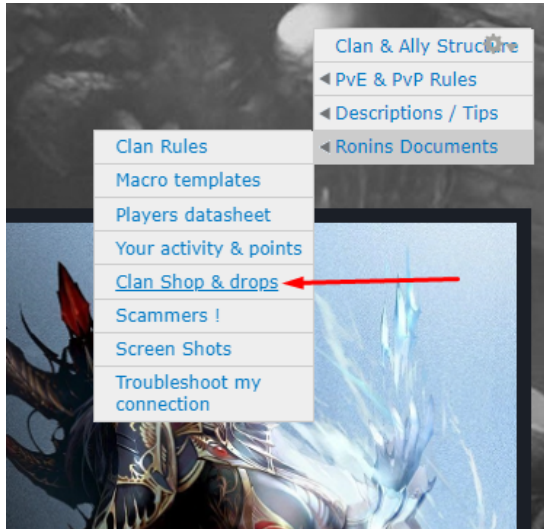 Clan & Ally Structure
PvE & PvP Rules
Descriptions / Tips
Ronins Documents
Clan Rules
Macro templates
Players datasheet
Your activity & points
Clan Shop & drops
Scammers !
Screen Shots
Troubleshoot my
connection